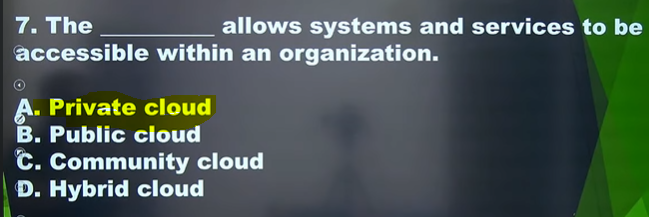 7. The _________ allows systems and services to be
accessible within an organization.
A. Private cloud
B. Public cloud
C. Community cloud
D. Hybrid cloud